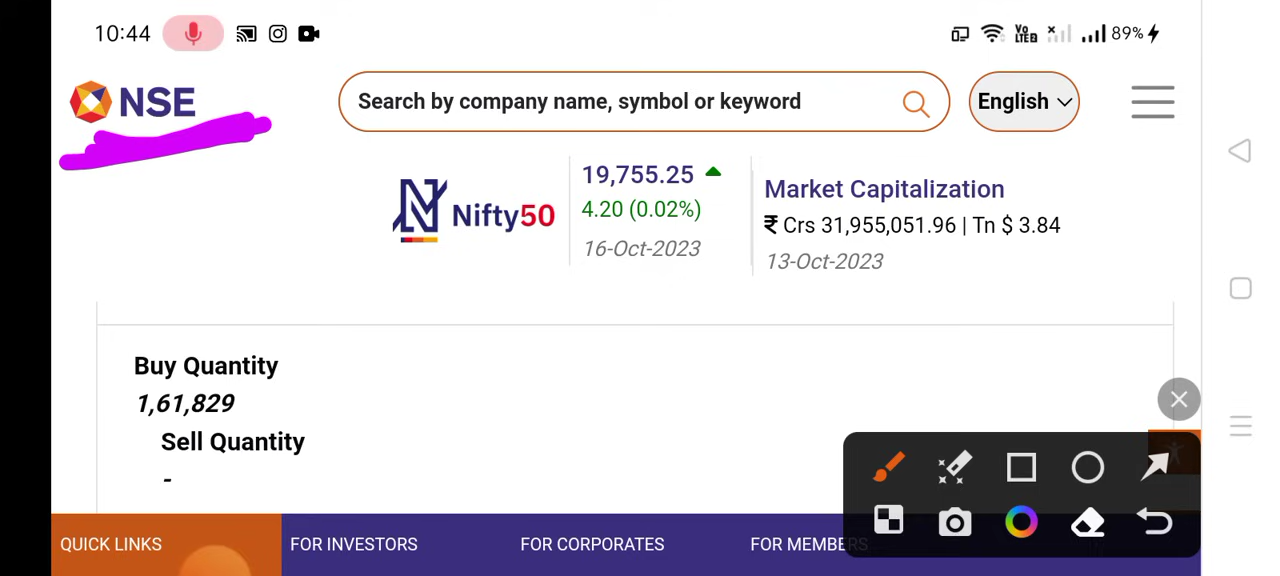 10:44
Vo LTE2
89%
NSE
Search by company name, symbol or keyword
English
Nifty50
19,755.25
4.20 (0.02%)
16-Oct-2023
Market Capitalization
₹ Crs 31,955,051.96 | Tn $ 3.84
13-Oct-2023
Buy Quantity
1,61,829
Sell Quantity
-
QUICK LINKS
FOR INVESTORS
FOR CORPORATES
FOR MEMBERS